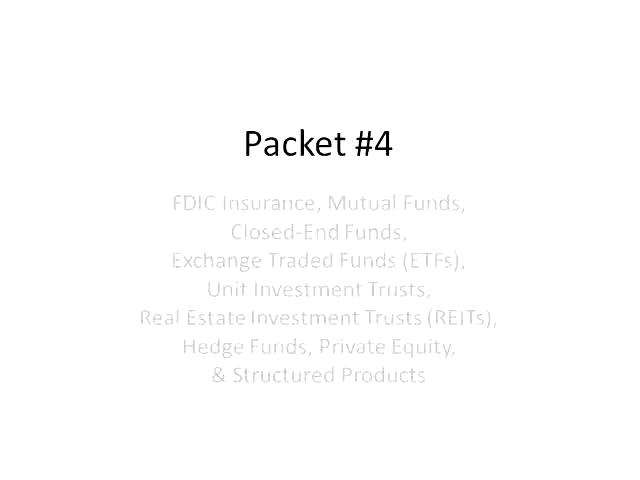 Packet #4
FDIC Insurance, Mutual Funds,
Closed-End Funds,
Exchange Traded Funds (ETFs),
Unit Investment Trusts,
Real Estate Investment Trusts (REITs),
Hedge Funds, Private Equity,
& Structured Products